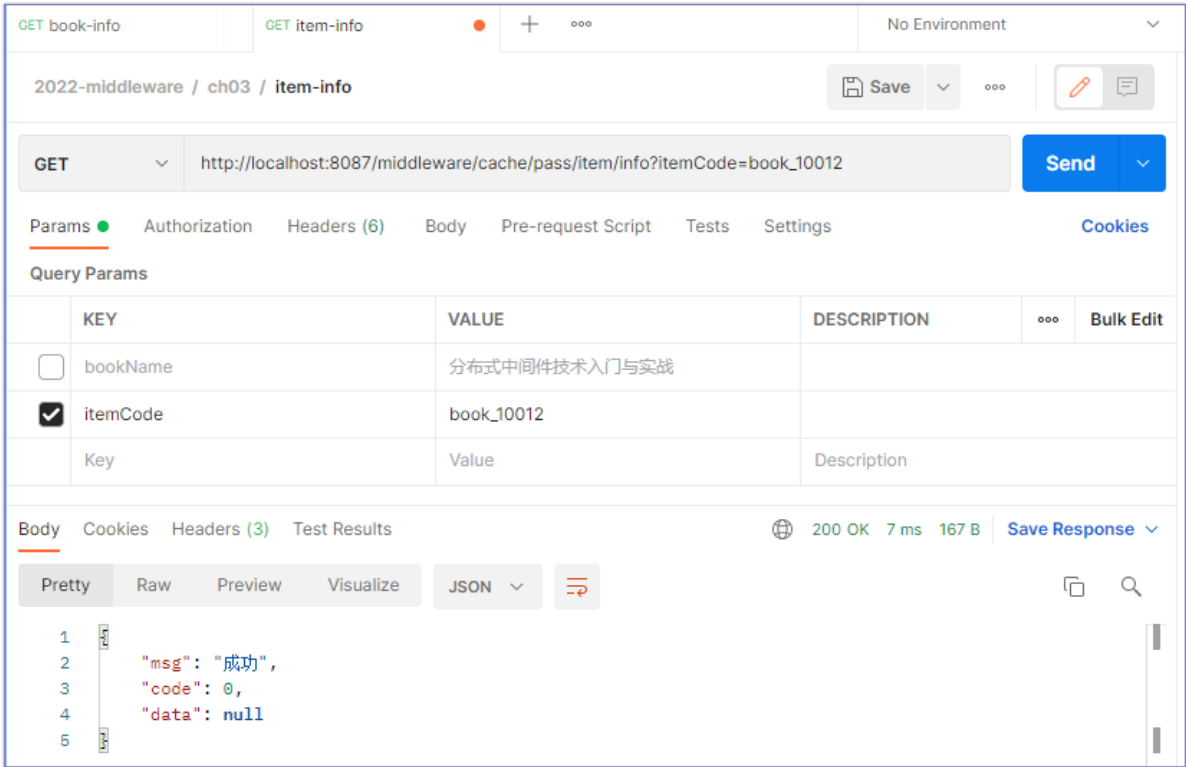 GET book-info GET item-info No Environment
2022-middleware / ch03 / item-info Save
GET http://localhost:8087/middleware/cache/pass/item/info?itemCode=book_10012 Send
Params Authorization Headers (6) Body Pre-request Script Tests Settings Cookies
Query Params
KEY VALUE DESCRIPTION Bulk Edit
bookName 分布式中间件技术入门与实战
itemCode book_10012
Key Value Description
Body Cookies Headers (3) Test Results 200 OK 7 ms 167 B Save Response
Pretty Raw Preview Visualize JSON
1 {
2 "msg": "成功",
3 "code": 0,
4 "data": null
5 }